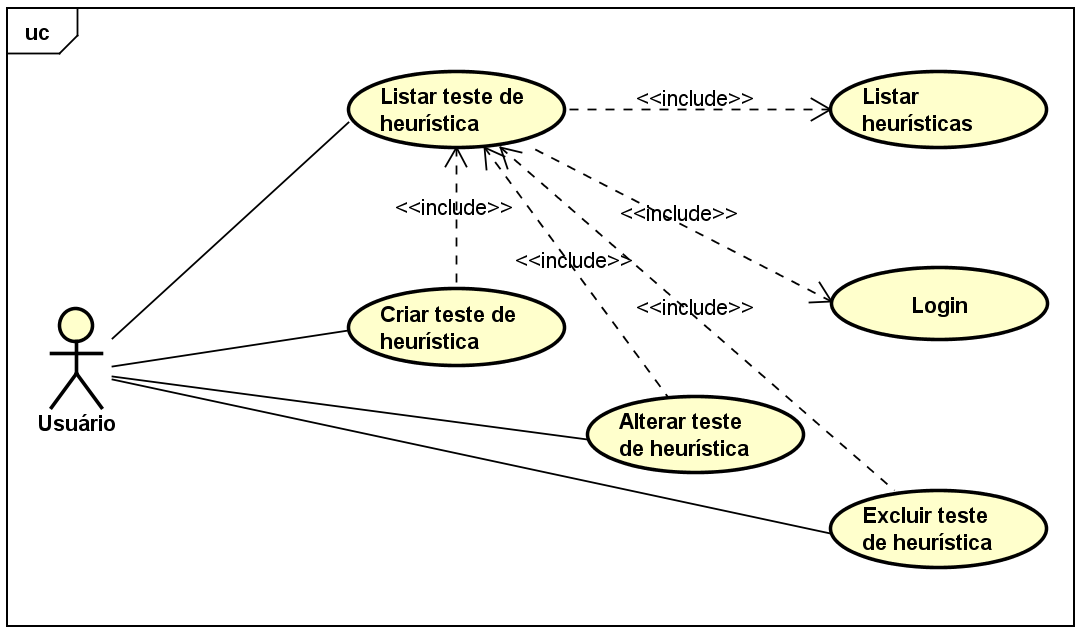 uc
Listar teste de
heurística
<<include>>
Listar
heurísticas
<<include>>
<<include>>
<<include>>
<<include>>
Login
Criar teste de
heurística
Usuário
Alterar teste
de heurística
Excluir teste
de heurística